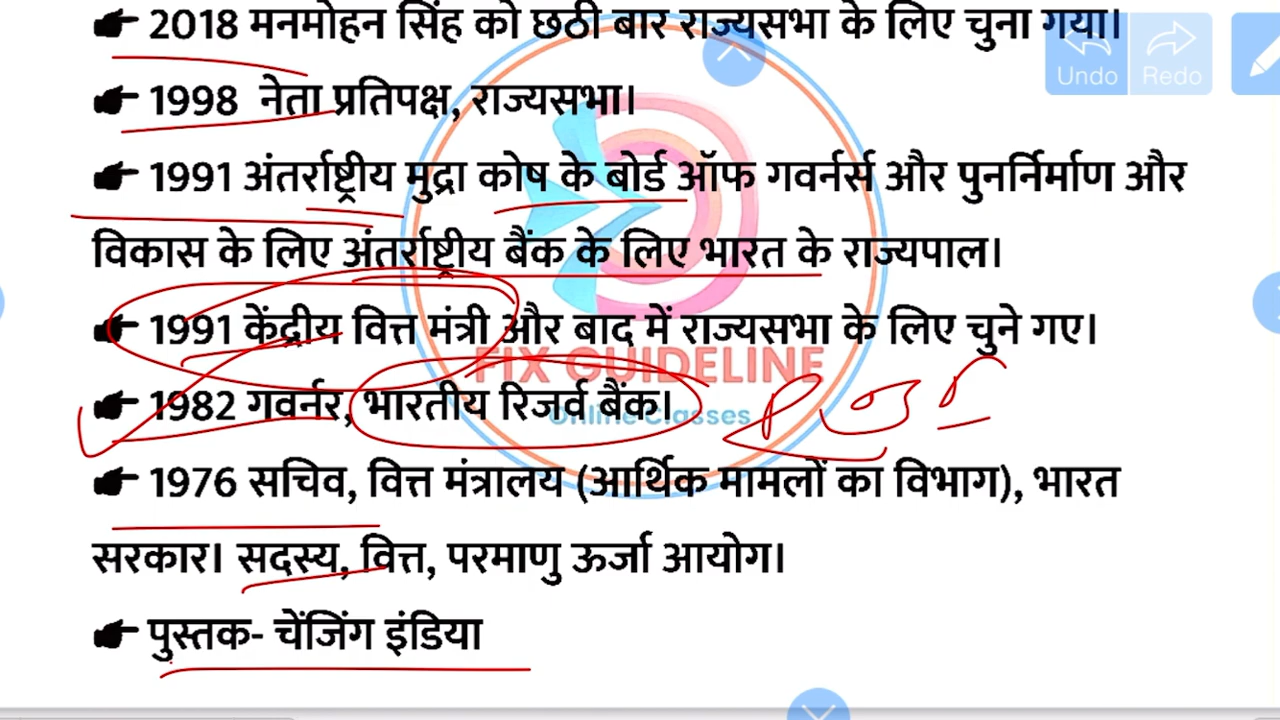 ☛ 2018 मनमोहन सिंह को छठी बार राज्यसभा के लिए चुना गया।
Undo Redo
☛ 1998 नेता प्रतिपक्ष, राज्यसभा।
☛ 1991 अंतर्राष्ट्रीय मुद्रा कोष के बोर्ड ऑफ गवर्नर्स और पुनर्निर्माण और
विकास के लिए अंतर्राष्ट्रीय बैंक के लिए भारत के राज्यपाल।
☛ 1991 केंद्रीय वित्त मंत्री और बाद में राज्यसभा के लिए चुने गए।
FIX GUIDELINE
☛ 1982 गवर्नर, भारतीय रिजर्व बैंक।
Online Classes
☛ 1976 सचिव, वित्त मंत्रालय (आर्थिक मामलों का विभाग), भारत
सरकार। सदस्य, वित्त, परमाणु ऊर्जा आयोग।
☛ पुस्तक- चेंजिंग इंडिया